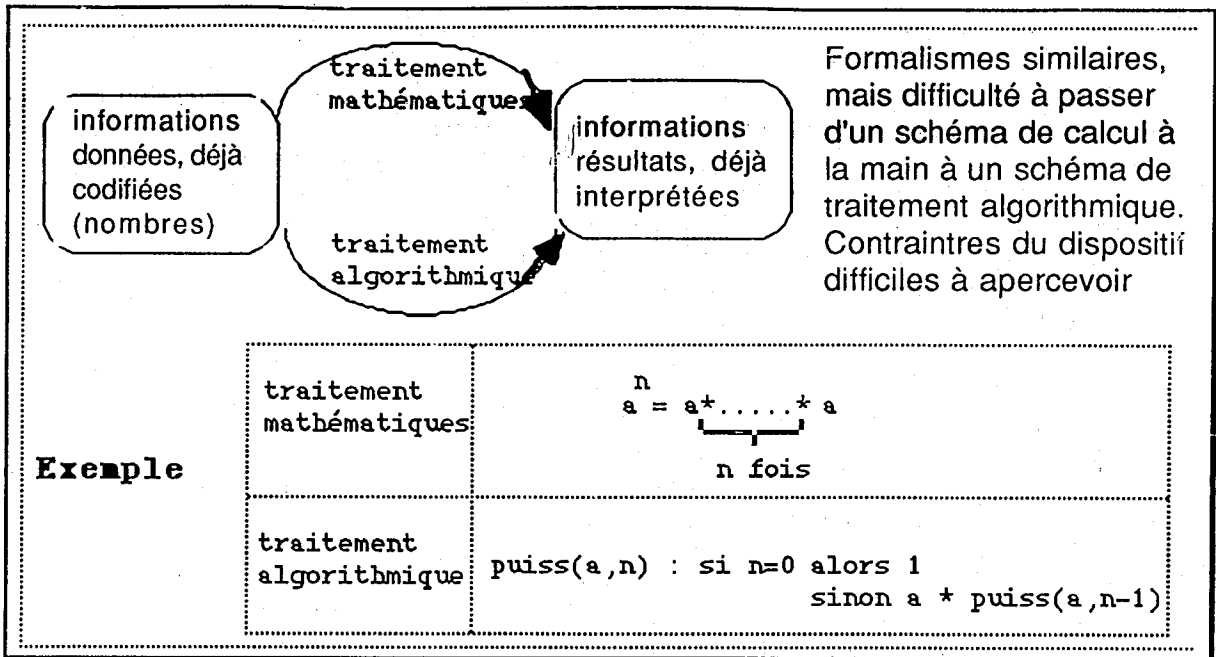 traitement
mathématiques
informations
données, déjà
codifiées
(nombres)
informations
résultats, déjà
interprétées
traitement
algorithmique
Formalismes similaires,
mais difficulté à passer
d'un schéma de calcul à
la main à un schéma de
traitement algorithmique.
Contraintres du dispositif
difficiles à apercevoir
Exemple
traitement
mathématiques
n
a = a*.....* a
n fois
traitement
algorithmique
puiss(a,n) : si n=0 alors 1
sinon a * puiss(a,n-1)